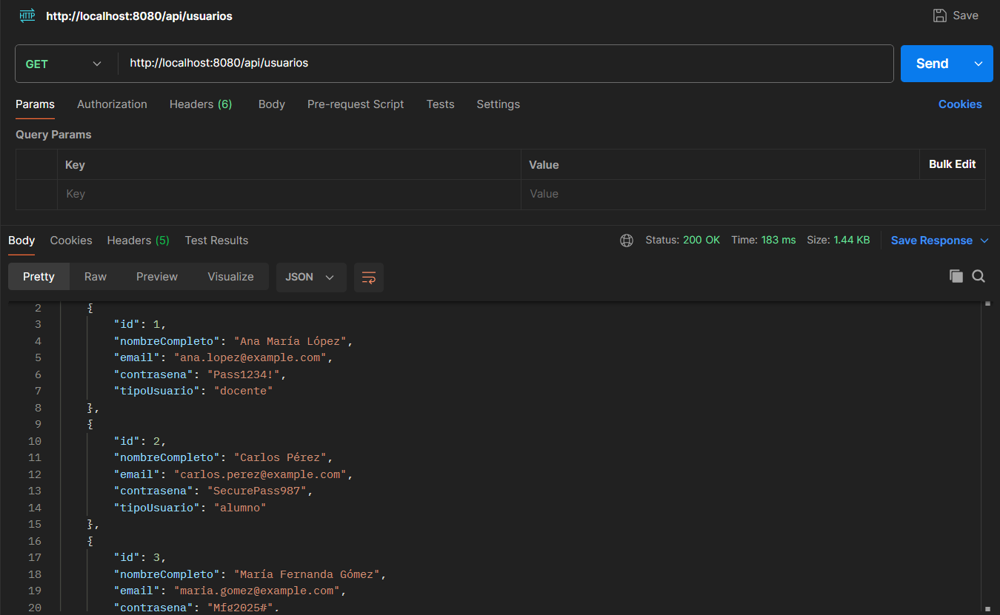 HTTP http://localhost:8080/api/usuarios Save
GET http://localhost:8080/api/usuarios Send
Params Authorization Headers (6) Body Pre-request Script Tests Settings Cookies
Query Params
Key Value Bulk Edit
Key Value
Body Cookies Headers (5) Test Results Status: 200 OK Time: 183 ms Size: 1.44 KB Save Response
Pretty Raw Preview Visualize JSON
2 {
3 "id": 1,
4 "nombreCompleto": "Ana María López",
5 "email": "ana.lopez@example.com",
6 "contrasena": "Pass1234!",
7 "tipoUsuario": "docente"
8 },
9 {
10 "id": 2,
11 "nombreCompleto": "Carlos Pérez",
12 "email": "carlos.perez@example.com",
13 "contrasena": "SecurePass987",
14 "tipoUsuario": "alumno"
15 },
16 {
17 "id": 3,
18 "nombreCompleto": "María Fernanda Gómez",
19 "email": "maria.gomez@example.com",
20 "contrasena": "Mfg2025#",